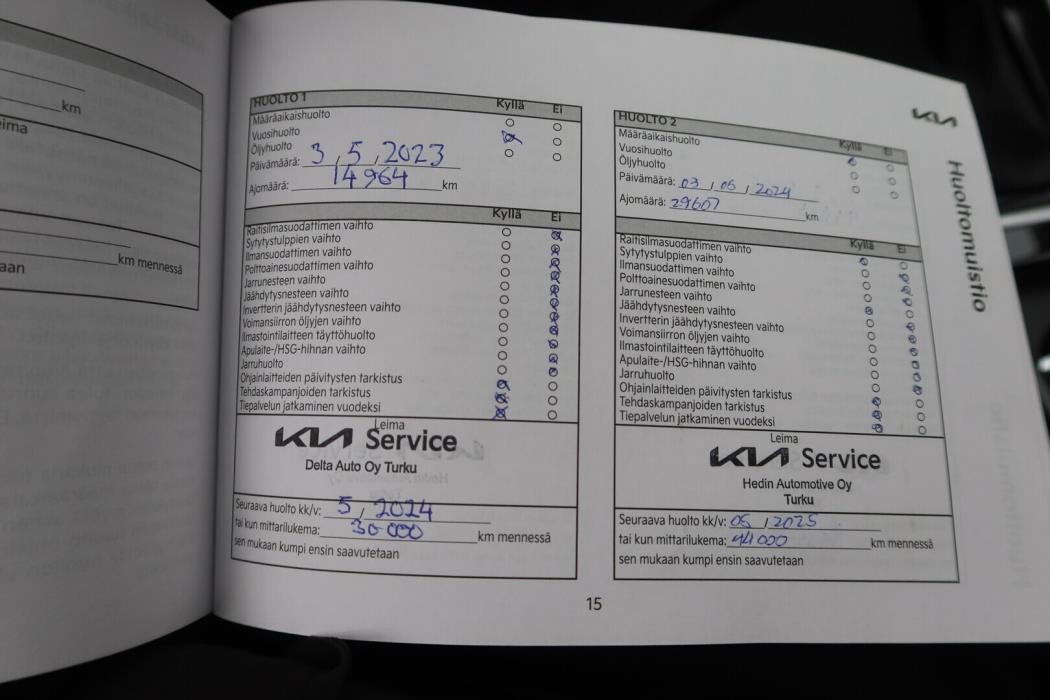 km
eima
km mennessä
aan
HUOLTO 1 Kyllä Ei
Määräaikaishuolto
Vuosihuolto
Öljyhuolto
Päivämäärä: 3 , 5 , 2023
Ajomäärä: 14964 km
Kyllä Ei
Raitisilmasuodattimen vaihto
Sytytystulppien vaihto
Ilmansuodattimen vaihto
Polttoainesuodattimen vaihto
Jarrunesteen vaihto
Jäähdytysnesteen vaihto
Invertterin jäähdytysnesteen vaihto
Voimansiirron öljyjen vaihto
Ilmastointilaitteen täyttöhuolto
Apulaite-/HSG-hihnan vaihto
Jarruhuolto
Ohjainlaitteiden päivitysten tarkistus
Tehdaskampanjoiden tarkistus
Tiepalvelun jatkaminen vuodeksi
Leima
KIA Service
Delta Auto Oy Turku
Seuraava huolto kk/v: 5 , 2024
tai kun mittarilukema: 30 000 km mennessä
sen mukaan kumpi ensin saavutetaan
HUOLTO 2 Kyllä Ei
Määräaikaishuolto
Vuosihuolto
Öljyhuolto
Päivämäärä: 03 , 05 , 2024
Ajomäärä: 29607 km
Kyllä Ei
Raitisilmasuodattimen vaihto
Sytytystulppien vaihto
Ilmansuodattimen vaihto
Polttoainesuodattimen vaihto
Jarrunesteen vaihto
Jäähdytysnesteen vaihto
Invertterin jäähdytysnesteen vaihto
Voimansiirron öljyjen vaihto
Ilmastointilaitteen täyttöhuolto
Apulaite-/HSG-hihnan vaihto
Jarruhuolto
Ohjainlaitteiden päivitysten tarkistus
Tehdaskampanjoiden tarkistus
Tiepalvelun jatkaminen vuodeksi
Leima
KIA Service
Hedin Automotive Oy
Turku
Seuraava huolto kk/v: 05 , 2025
tai kun mittarilukema: 44 000 km mennessä
sen mukaan kumpi ensin saavutetaan
KIA
Huoltomuistio
15